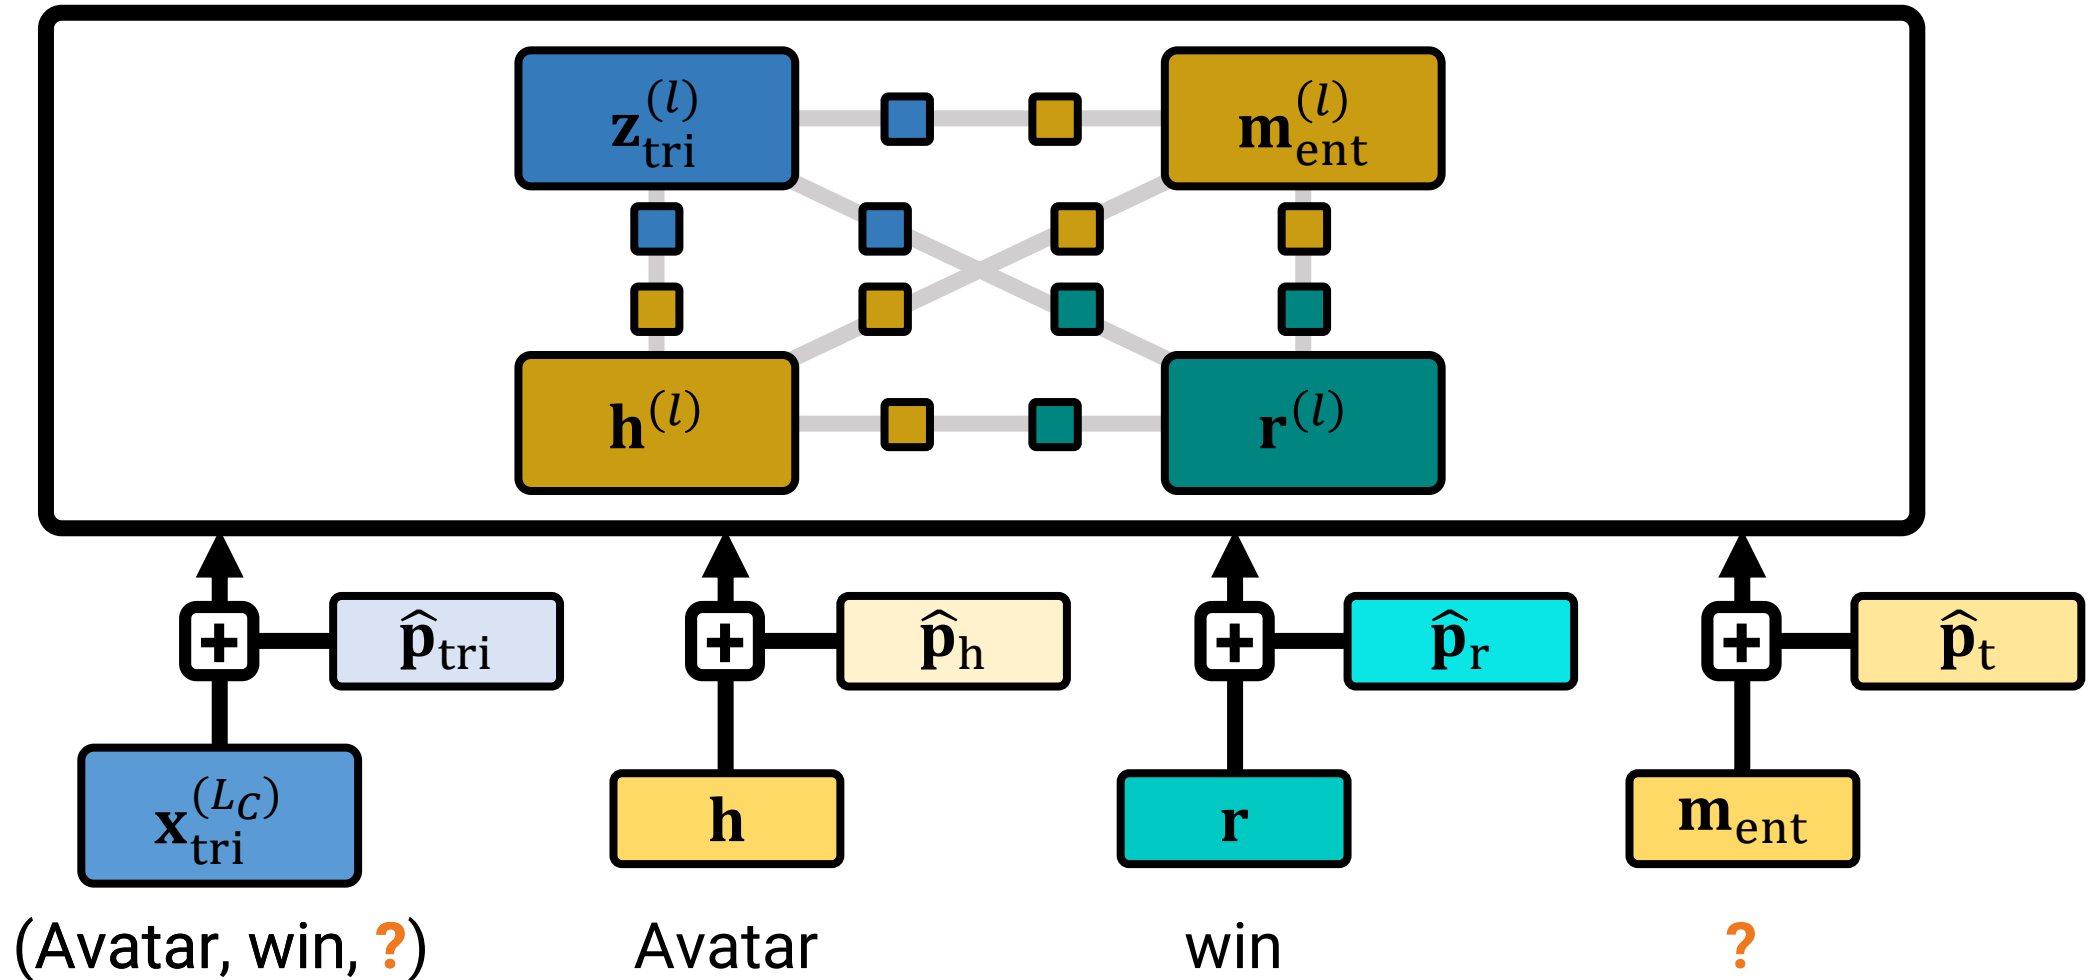 z_tri^(l)
m_ent^(l)
h^(l)
r^(l)
+ p̂_tri
+ p̂_h
+ p̂_r
+ p̂_t
x_tri^(L_C)
h
r
m_ent
(Avatar, win, ?)
Avatar
win
?